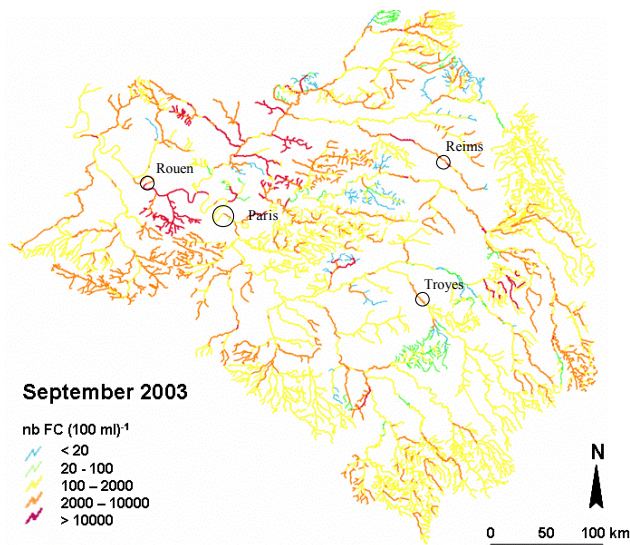 Reims
Rouen
Paris
Troyes
September 2003
nb FC (100 ml)⁻¹
< 20
20 - 100
100 – 2000
2000 – 10000
> 10000
N
0 50 100 km